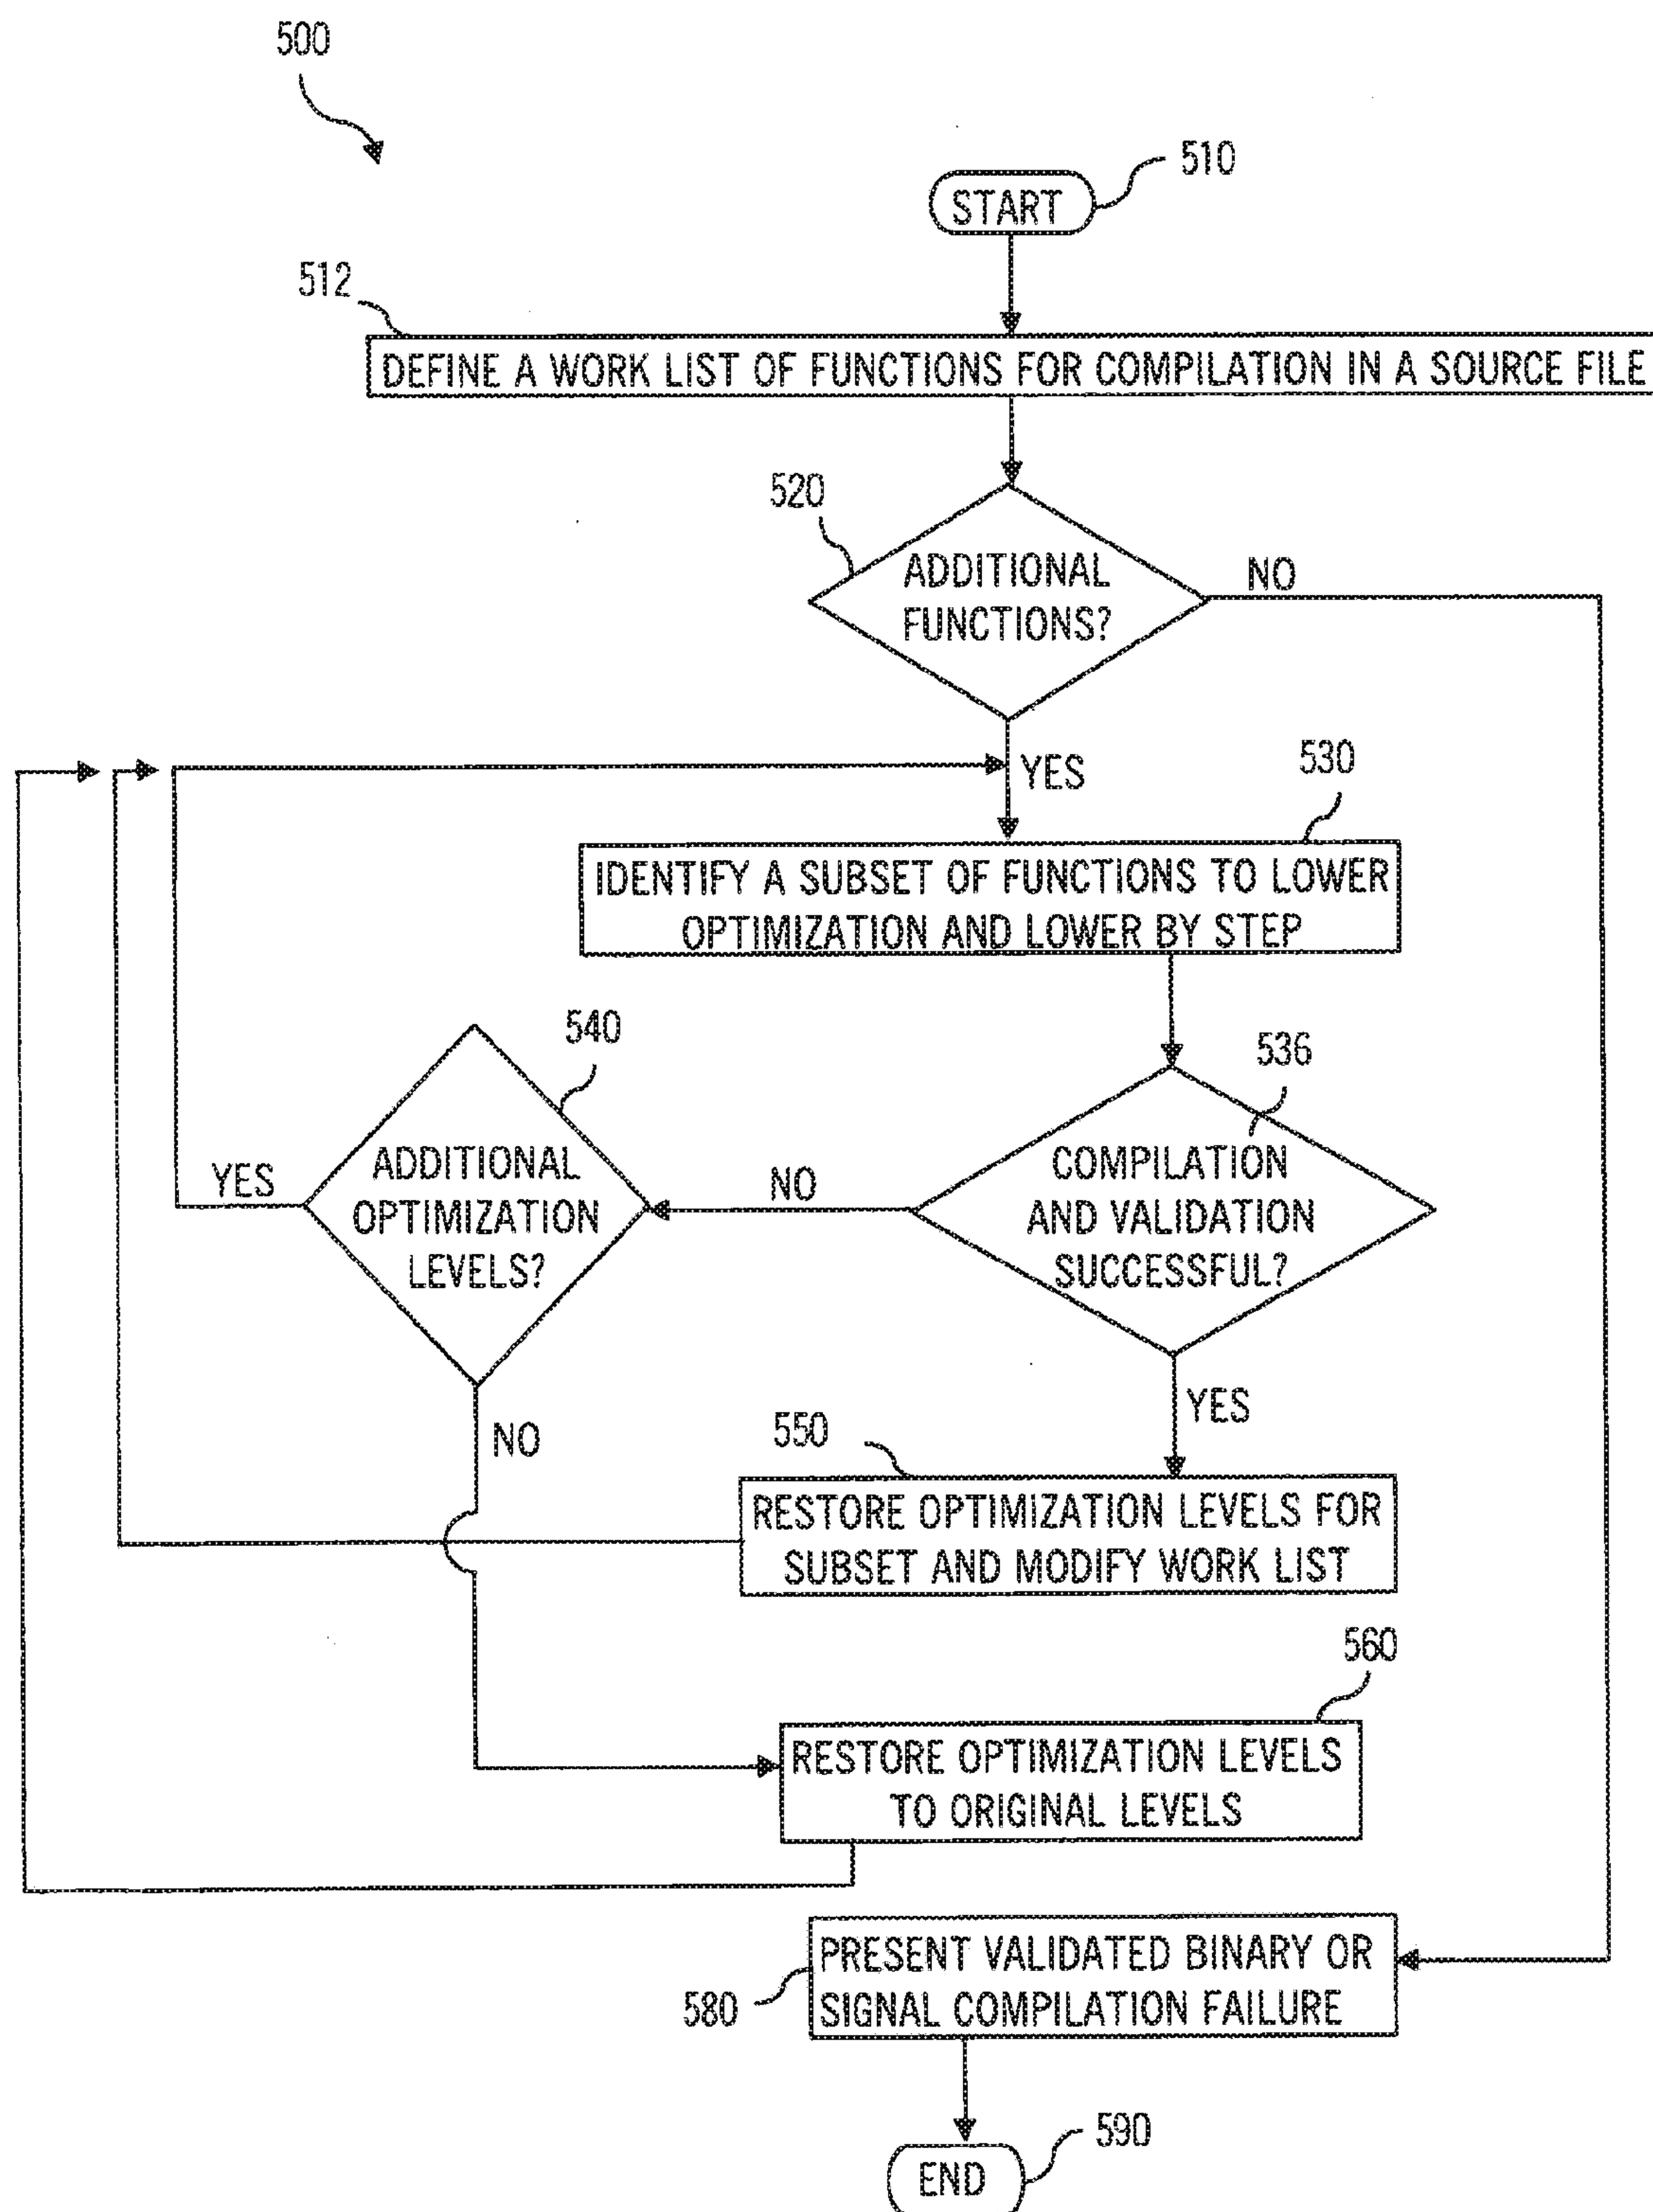 500
510
START
512
DEFINE A WORK LIST OF FUNCTIONS FOR COMPILATION IN A SOURCE FILE
520
ADDITIONAL
FUNCTIONS?
NO
YES
530
IDENTIFY A SUBSET OF FUNCTIONS TO LOWER
OPTIMIZATION AND LOWER BY STEP
540
536
ADDITIONAL
OPTIMIZATION
LEVELS?
YES
NO
COMPILATION
AND VALIDATION
SUCCESSFUL?
NO
YES
550
RESTORE OPTIMIZATION LEVELS FOR
SUBSET AND MODIFY WORK LIST
560
RESTORE OPTIMIZATION LEVELS
TO ORIGINAL LEVELS
PRESENT VALIDATED BINARY OR
SIGNAL COMPILATION FAILURE
580
590
END